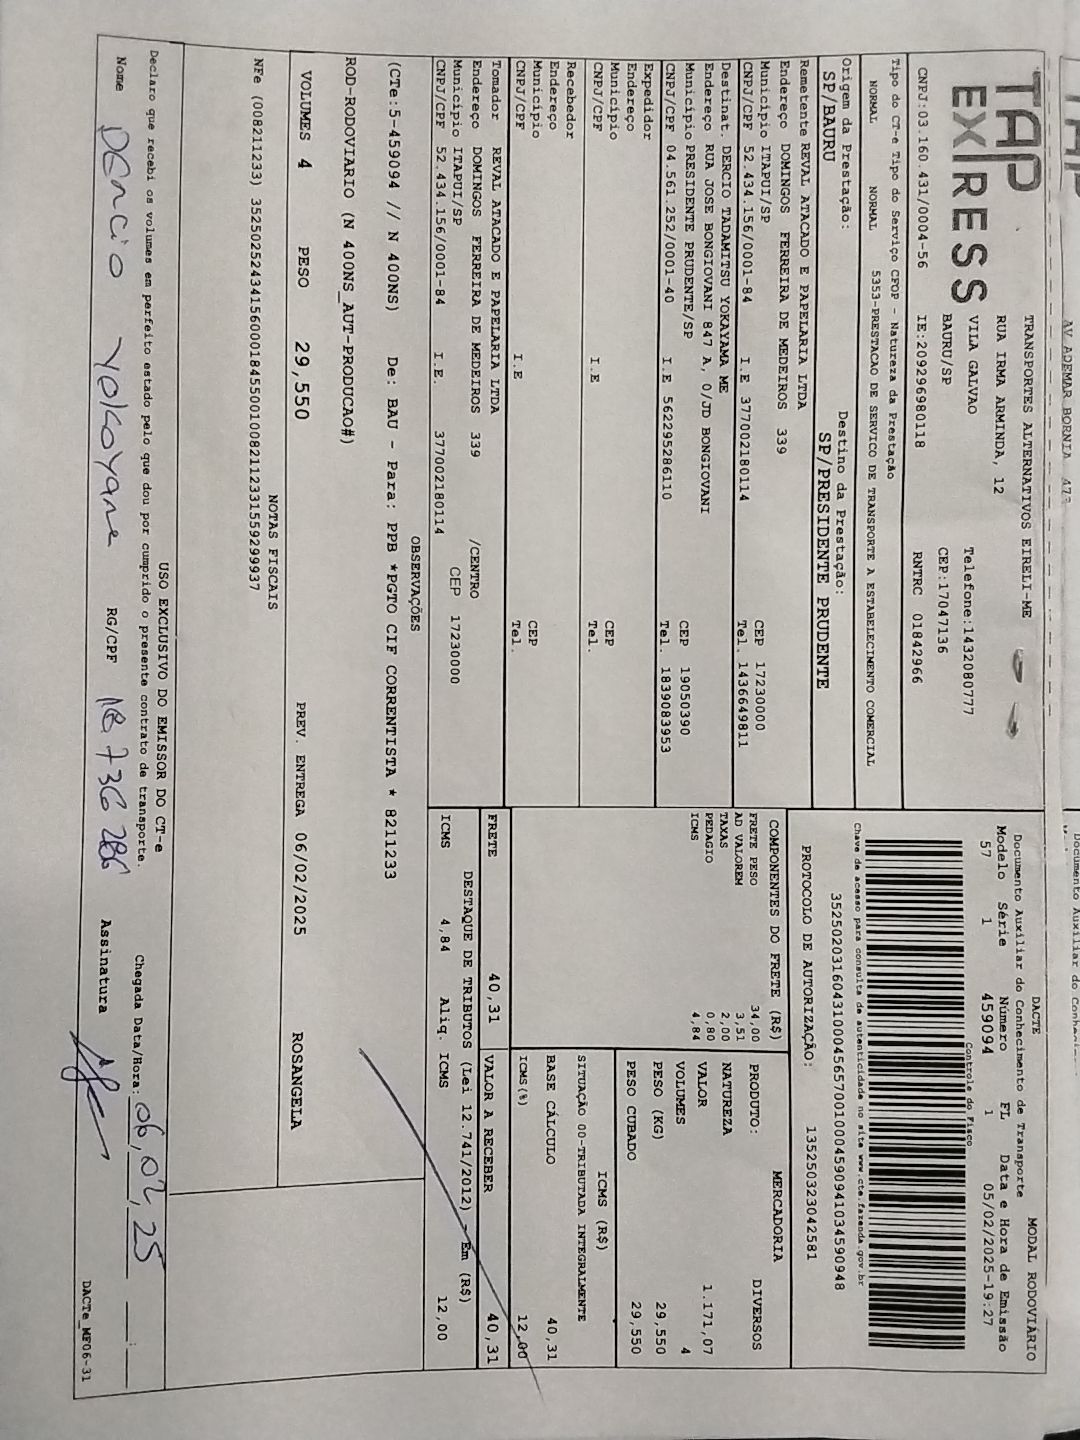 TAP
EXPRESS
TRANSPORTES ALTERNATIVOS EIRELI-ME
RUA IRMA ARMINDA, 12
VILA GALVAO
BAURU/SP
Telefone:1432080777
CEP:17047136
CNPJ:03.160.431/0004-56 IE:209296980118 RNTRC 01842966
DACTE MODAL RODOVIÁRIO
Documento Auxiliar do Conhecimento de Transporte
Modelo Série Número FL Data e Hora de Emissão
57 1 459094 1 05/02/2025-19:27
Controle do Fisco
Chave de acesso para consulta de autenticidade no site www.cte.fazenda.gov.br
35250203160431000456570010004590941034590948
PROTOCOLO DE AUTORIZAÇÃO: 135250323042581
Tipo do CT-e Tipo do Serviço CFOP - Natureza da Prestação
NORMAL NORMAL 5353-PRESTACAO DE SERVICO DE TRANSPORTE A ESTABELECIMENTO COMERCIAL
Origem da Prestação: Destino da Prestação:
SP/BAURU SP/PRESIDENTE PRUDENTE
Remetente REVAL ATACADO E PAPELARIA LTDA
Endereço DOMINGOS FERREIRA DE MEDEIROS 339
Município ITAPUI/SP CEP 17230000
CNPJ/CPF 52.434.156/0001-84 I.E 377002180114 Tel. 1436649811
Destinat. DERCIO TADAMITSU YOKAYAMA ME
Endereço RUA JOSE BONGIOVANI 847 A, 0/JD BONGIOVANI
Município PRESIDENTE PRUDENTE/SP CEP 19050390
CNPJ/CPF 04.561.252/0001-40 I.E 562295286110 Tel. 1839083953
Expedidor
Endereço
Município CEP
CNPJ/CPF I.E Tel.
Recebedor
Endereço
Município CEP
CNPJ/CPF I.E Tel.
Tomador REVAL ATACADO E PAPELARIA LTDA
Endereço DOMINGOS FERREIRA DE MEDEIROS 339 /CENTRO
Município ITAPUI/SP CEP 17230000
CNPJ/CPF 52.434.156/0001-84 I.E. 377002180114
COMPONENTES DO FRETE (R$)
FRETE PESO 34,00
AD VALOREM 3,51
TAXAS 2,00
PEDAGIO 0,80
ICMS 4,84
MERCADORIA
PRODUTO: DIVERSOS
NATUREZA
VALOR 1.171,07
VOLUMES 4
PESO (KG) 29,550
PESO CUBADO 29,550
ICMS (R$)
SITUAÇÃO 00-TRIBUTADA INTEGRALMENTE
BASE CÁLCULO 40,31
ICMS(%) 12,00
FRETE 40,31 VALOR A RECEBER 40,31
DESTAQUE DE TRIBUTOS (Lei 12.741/2012) - Em (R$)
ICMS 4,84 Aliq. ICMS 12,00
OBSERVAÇÕES
(CTe:5-459094 // N 400NS) De: BAU - Para: PPB *PGTO CIF CORRENTISTA * 8211233
ROD-RODOVIARIO (N 400NS_AUT-PRODUCAO#)
VOLUMES 4 PESO 29,550 PREV. ENTREGA 06/02/2025 ROSANGELA
NOTAS FISCAIS
NFe (008211233) 35250252434156000184550010082112331559299937
USO EXCLUSIVO DO EMISSOR DO CT-e
Declaro que recebi os volumes em perfeito estado pelo que dou por cumprido o presente contrato de transporte.
Chegada Data/Hora: 06,02,25 :
Nome Dencio Yokoyama RG/CPF 18.736286 Assinatura
DACTe_MF06-31